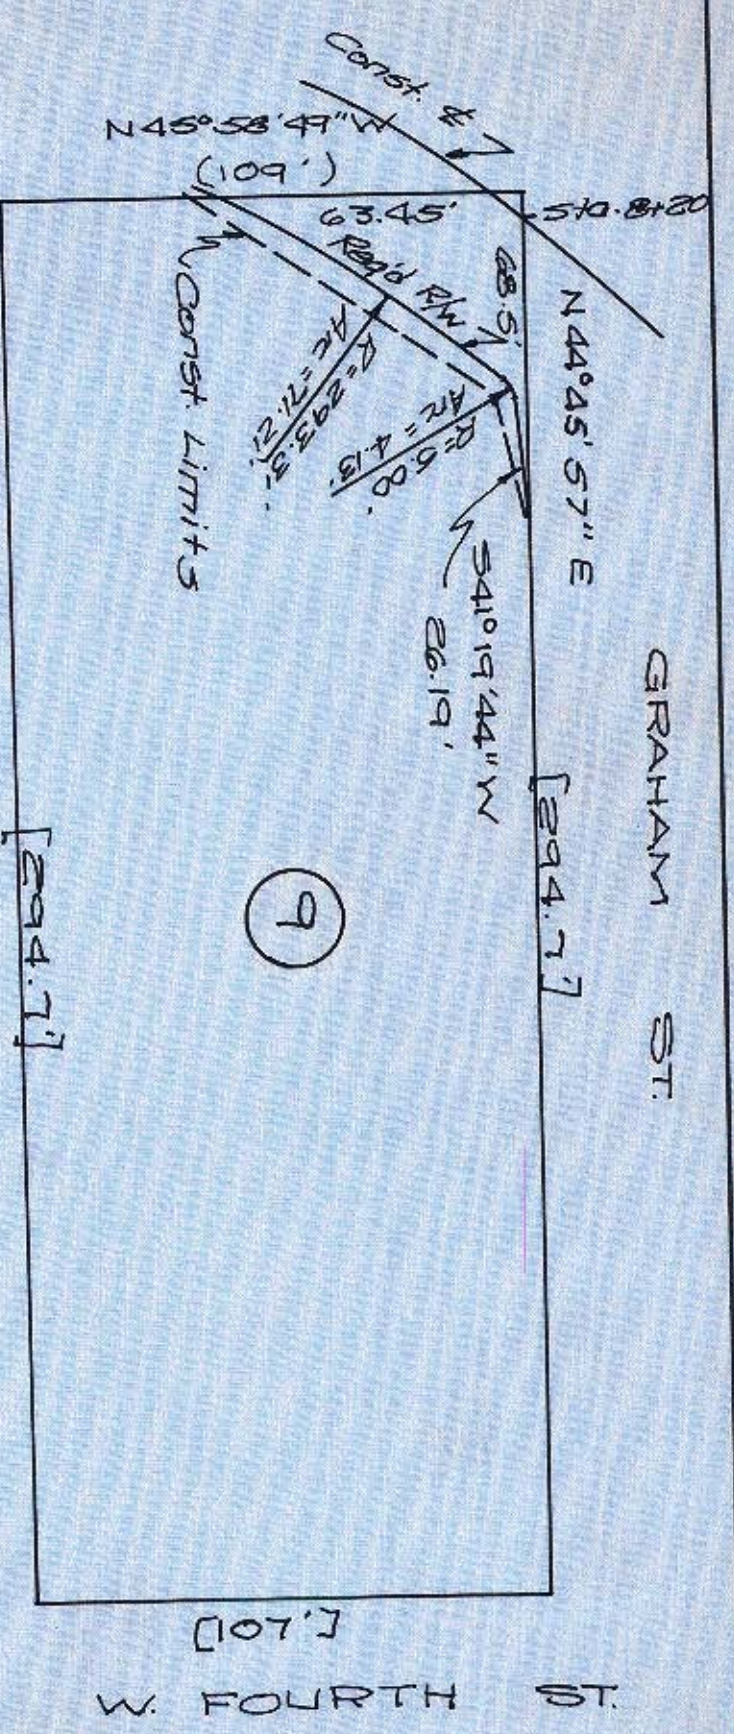 Const. ℄
N45°58'49"W
(109')
63.45'
Sta. 8+20
68.5'
Req'd R/W
N44°45'57"E
Const. Limits
R=293.31'
Arc=71.21'
R=5.00'
Arc=4.13'
S41°19'44"W
26.19'
GRAHAM ST.
[294.7']
[294.7']
9
[107']
W. FOURTH ST.